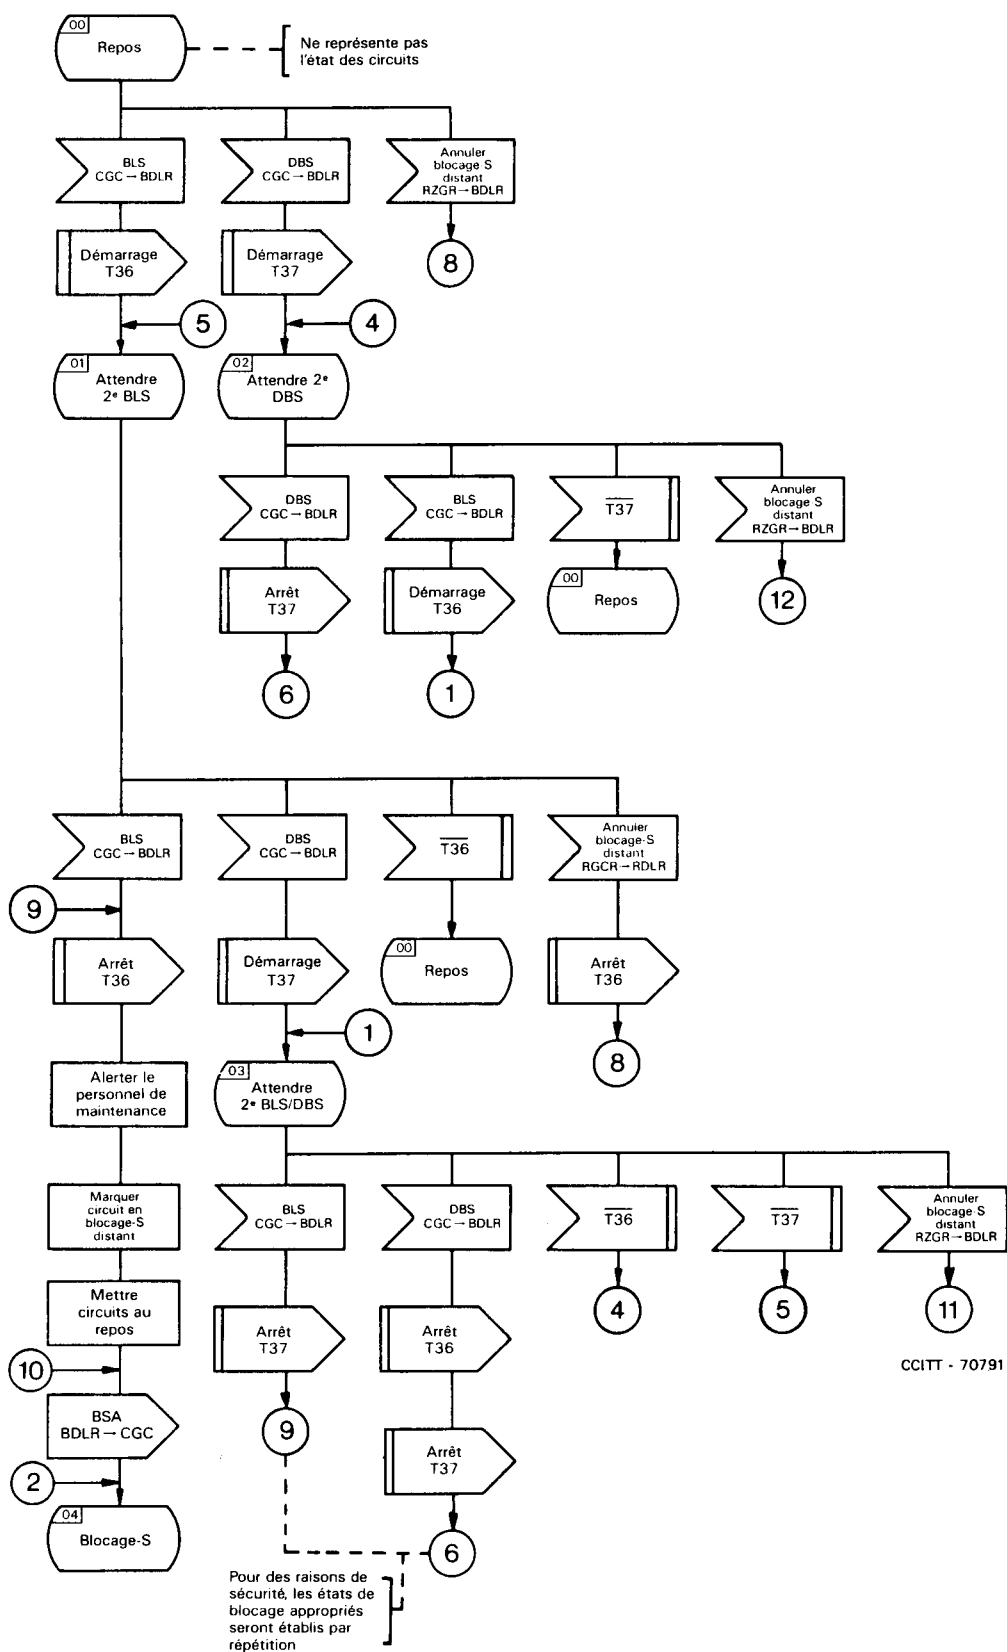 00
Repos
Ne représente pas
l'état des circuits
BLS
CGC → BDLR
DBS
CGC → BDLR
Annuler
blocage-S
distant
RZGR → BDLR
Démarrage
T36
Démarrage
T37
8
5
4
01
Attendre
2e BLS
02
Attendre 2e
DBS
DBS
CGC → BDLR
BLS
CGC → BDLR
T37
Annuler
blocage S
distant
RZGR → BDLR
Arrêt
T37
Démarrage
T36
00
Repos
12
6
1
BLS
CGC → BDLR
DBS
CGC → BDLR
T36
Annuler
blocage-S
distant
RGCR → RDLR
9
Arrêt
T36
Démarrage
T37
00
Repos
Arrêt
T36
1
8
Alerter le
personnel de
maintenance
03
Attendre
2e BLS/DBS
Marquer
circuit en
blocage-S
distant
BLS
CGC → BDLR
DBS
CGC → BDLR
T36
T37
Annuler
blocage-S
distant
RZGR → BDLR
Mettre
circuits au
repos
Arrêt
T37
Arrêt
T36
4
5
11
10
CCITT - 70791
BSA
BDLR → CGC
9
Arrêt
T37
2
04
Blocage-S
6
Pour des raisons de
sécurité, les états de
blocage appropriés
seront établis par
répétition